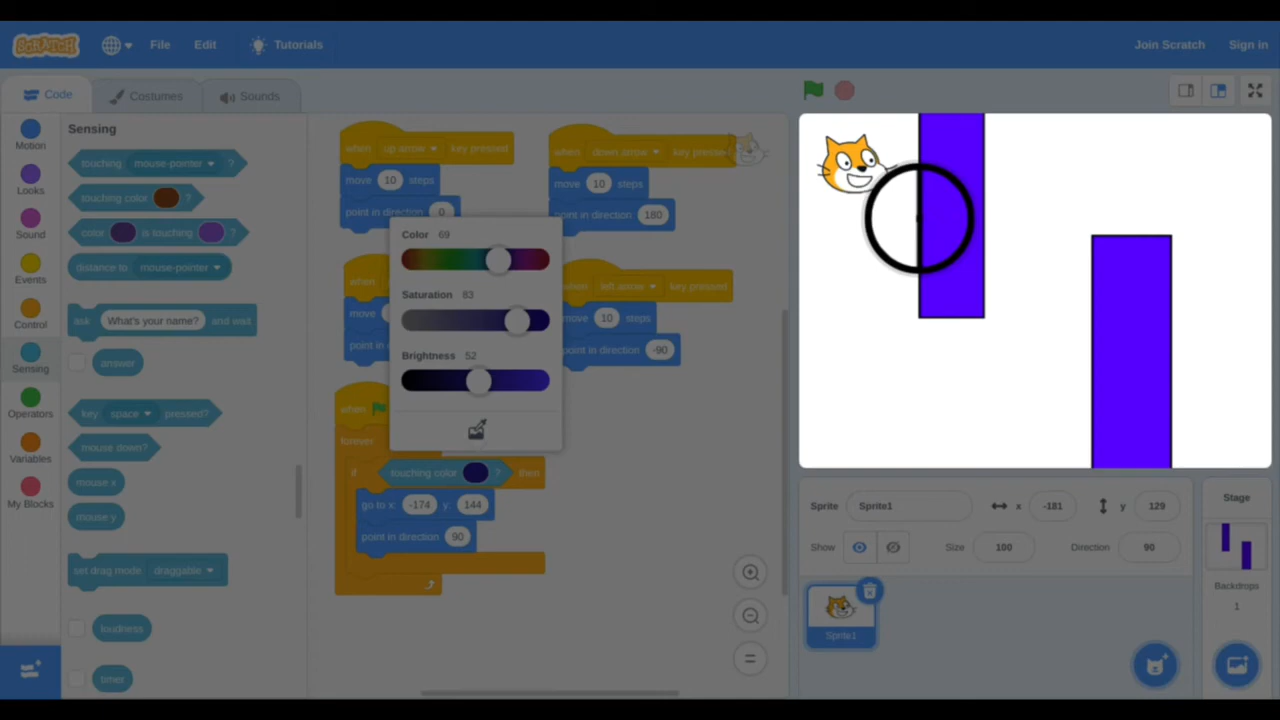 SCRATCH
File
Edit
Tutorials
Join Scratch
Sign in
Code
Costumes
Sounds
Motion
Looks
Sound
Events
Control
Sensing
Operators
Variables
My Blocks
Sensing
touching mouse-pointer ?
touching color ?
color is touching ?
distance to mouse-pointer
ask What's your name? and wait
answer
key space pressed?
mouse down?
mouse x
mouse y
set drag mode draggable
loudness
timer
when up arrow key pressed
move 10 steps
point in direction 0
when down arrow key pressed
move 10 steps
point in direction 180
when
move
point in
when left arrow key pressed
move 10 steps
point in direction -90
Color 69
Saturation 83
Brightness 52
when
forever
if touching color ? then
go to x: -174 y: 144
point in direction 90
Sprite Sprite1 x -181 y 129
Show Size 100 Direction 90
Sprite1
Stage
Backdrops
1